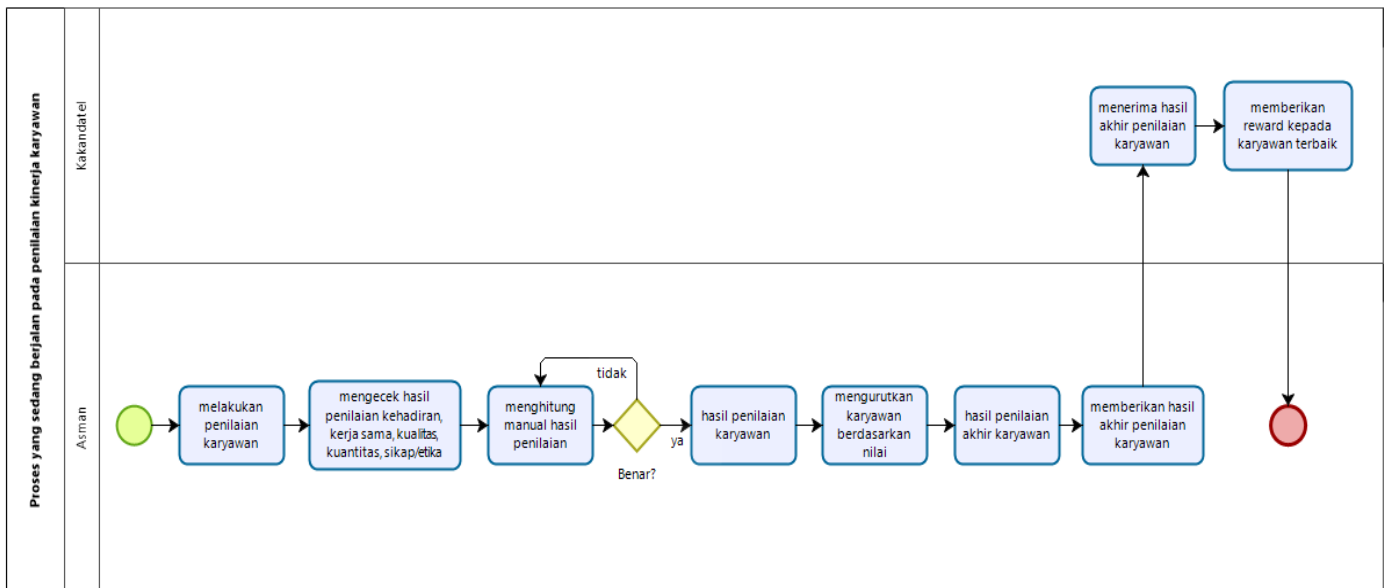 Proses yang sedang berjalan pada penilaian kinerja karyawan
Kakandatel
menerima hasil
akhir penilaian
karyawan
memberikan
reward kepada
karyawan terbaik
Asman
melakukan
penilaian
karyawan
mengecek hasil
penilaian kehadiran,
kerja sama, kualitas,
kuantitas, sikap/etika
menghitung
manual hasil
penilaian
tidak
Benar?
ya
hasil penilaian
karyawan
mengurutkan
karyawan
berdasarkan
nilai
hasil penilaian
akhir karyawan
memberikan hasil
akhir penilaian
karyawan